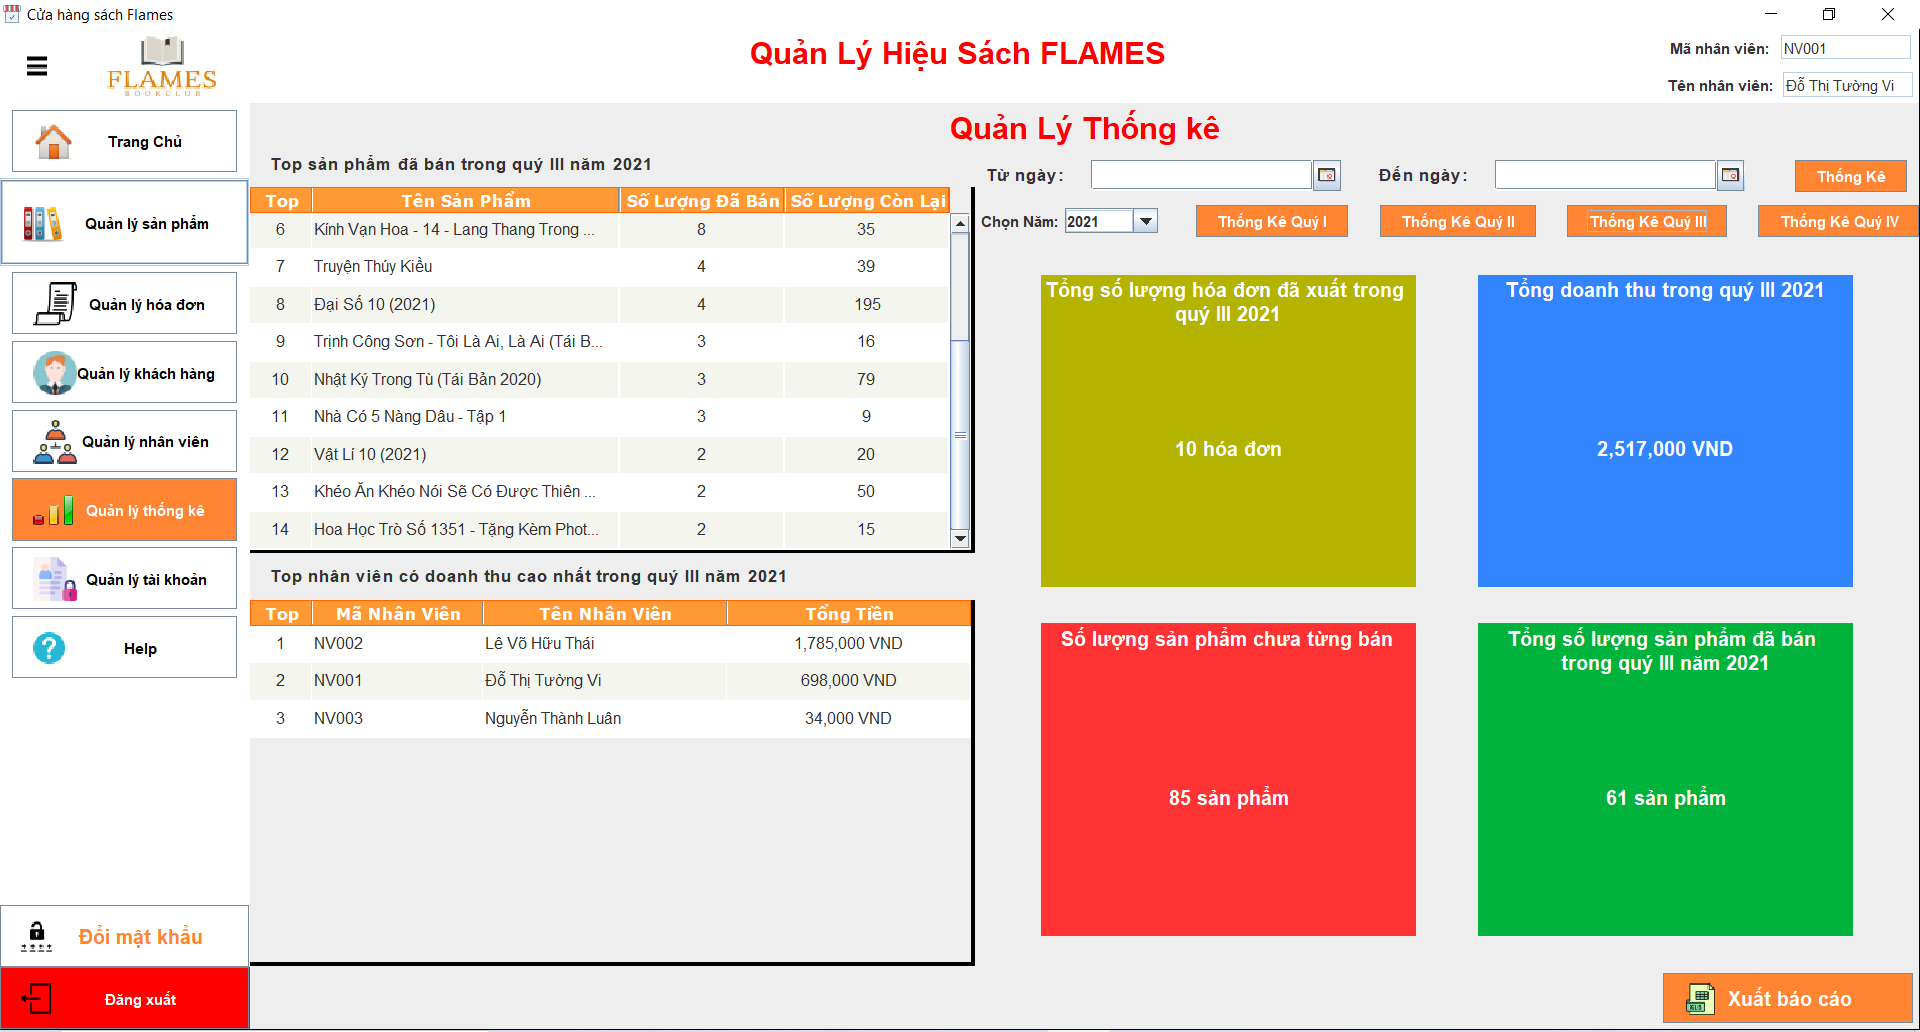 Cửa hàng sách Flames
FLAMES
BOOKCLUB
Quản Lý Hiệu Sách FLAMES
Mã nhân viên: NV001
Tên nhân viên: Đỗ Thị Tường Vi
Trang Chủ
Quản lý sản phẩm
Quản lý hóa đơn
Quản lý khách hàng
Quản lý nhân viên
Quản lý thống kê
Quản lý tài khoản
Help
Đổi mật khẩu
Đăng xuất
Quản Lý Thống kê
Top sản phẩm đã bán trong quý III năm 2021
Top Tên Sản Phẩm Số Lượng Đã Bán Số Lượng Còn Lại
6 Kính Vạn Hoa - 14 - Lang Thang Trong ... 8 35
7 Truyện Thúy Kiều 4 39
8 Đại Số 10 (2021) 4 195
9 Trịnh Công Sơn - Tôi Là Ai, Là Ai (Tái B... 3 16
10 Nhật Ký Trong Tù (Tái Bản 2020) 3 79
11 Nhà Có 5 Nàng Dâu - Tập 1 3 9
12 Vật Lí 10 (2021) 2 20
13 Khéo Ăn Khéo Nói Sẽ Có Được Thiên ... 2 50
14 Hoa Học Trò Số 1351 - Tặng Kèm Phot... 2 15
Top nhân viên có doanh thu cao nhất trong quý III năm 2021
Top Mã Nhân Viên Tên Nhân Viên Tổng Tiền
1 NV002 Lê Võ Hữu Thái 1,785,000 VND
2 NV001 Đỗ Thị Tường Vi 698,000 VND
3 NV003 Nguyễn Thành Luân 34,000 VND
Từ ngày: Đến ngày: Thống Kê
Chọn Năm: 2021 Thống Kê Quý I Thống Kê Quý II Thống Kê Quý III Thống Kê Quý IV
Tổng số lượng hóa đơn đã xuất trong
quý III 2021
10 hóa đơn
Tổng doanh thu trong quý III 2021
2,517,000 VND
Số lượng sản phẩm chưa từng bán
85 sản phẩm
Tổng số lượng sản phẩm đã bán
trong quý III năm 2021
61 sản phẩm
Xuất báo cáo